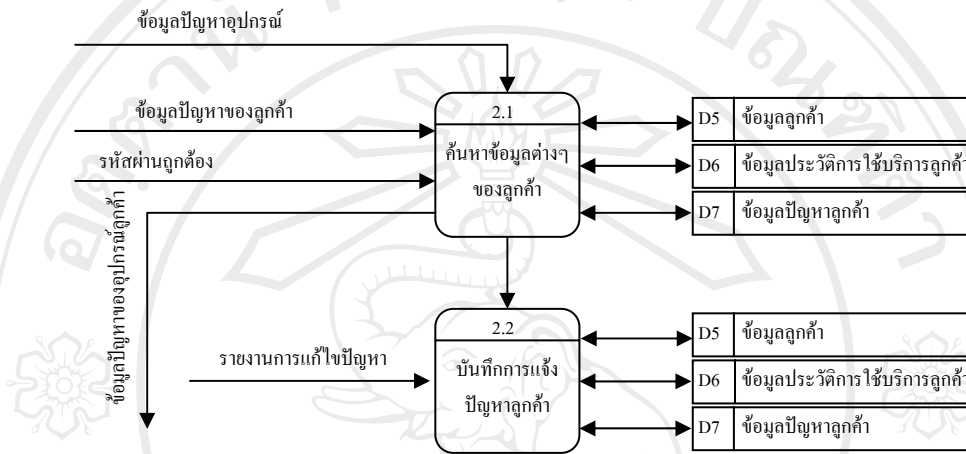 ข้อมูลปัญหาอุปกรณ์
ข้อมูลปัญหาของลูกค้า
รหัสผ่านถูกต้อง
ข้อมูลปัญหาของอุปกรณ์ลูกค้า
2.1
ค้นหาข้อมูลต่างๆ
ของลูกค้า
D5 ข้อมูลลูกค้า
D6 ข้อมูลประวัติการใช้บริการลูกค้า
D7 ข้อมูลปัญหาลูกค้า
รายงานการแก้ไขปัญหา
2.2
บันทึกการแจ้ง
ปัญหาลูกค้า
D5 ข้อมูลลูกค้า
D6 ข้อมูลประวัติการใช้บริการลูกค้า
D7 ข้อมูลปัญหาลูกค้า